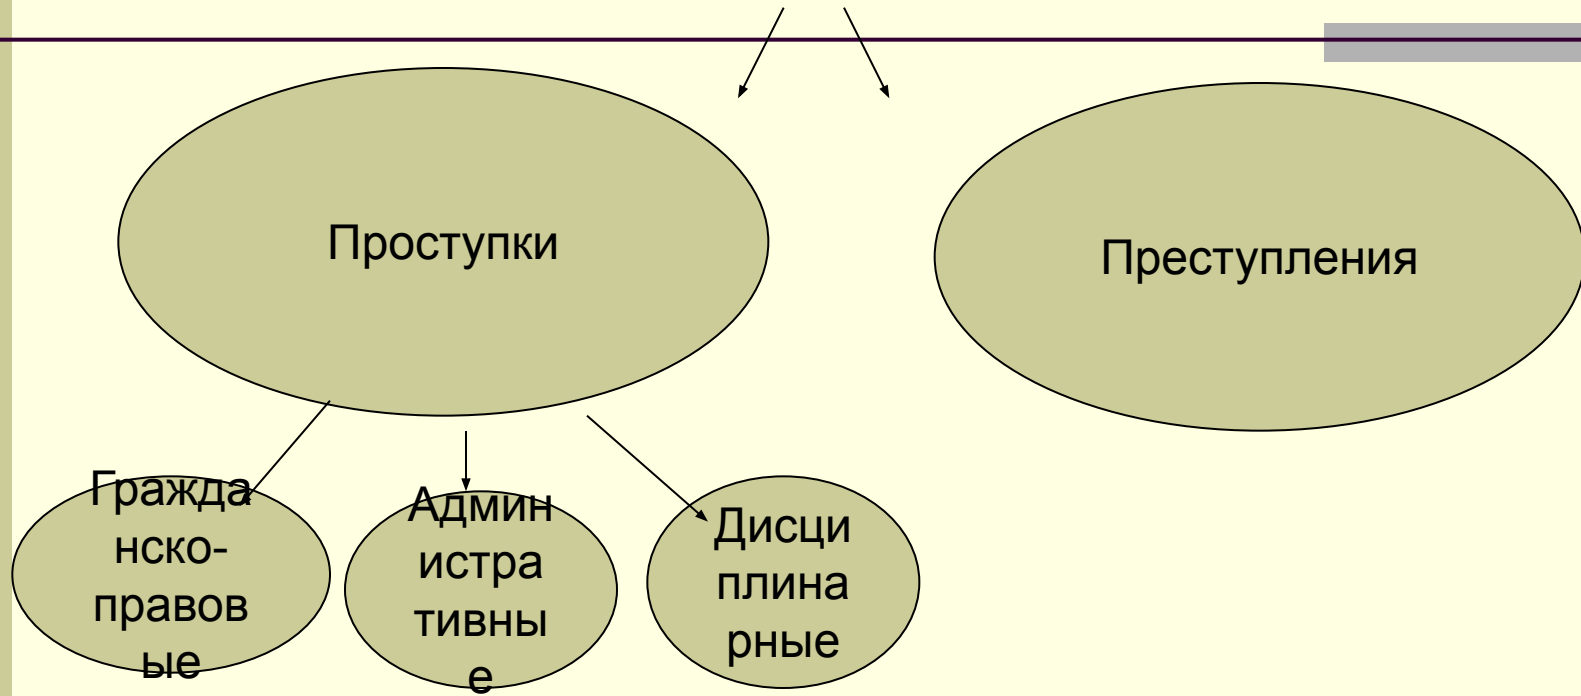 Проступки
Преступления
Гражда
нско-
правов
ые
Админ
истра
тивны
е
Дисци
плина
рные